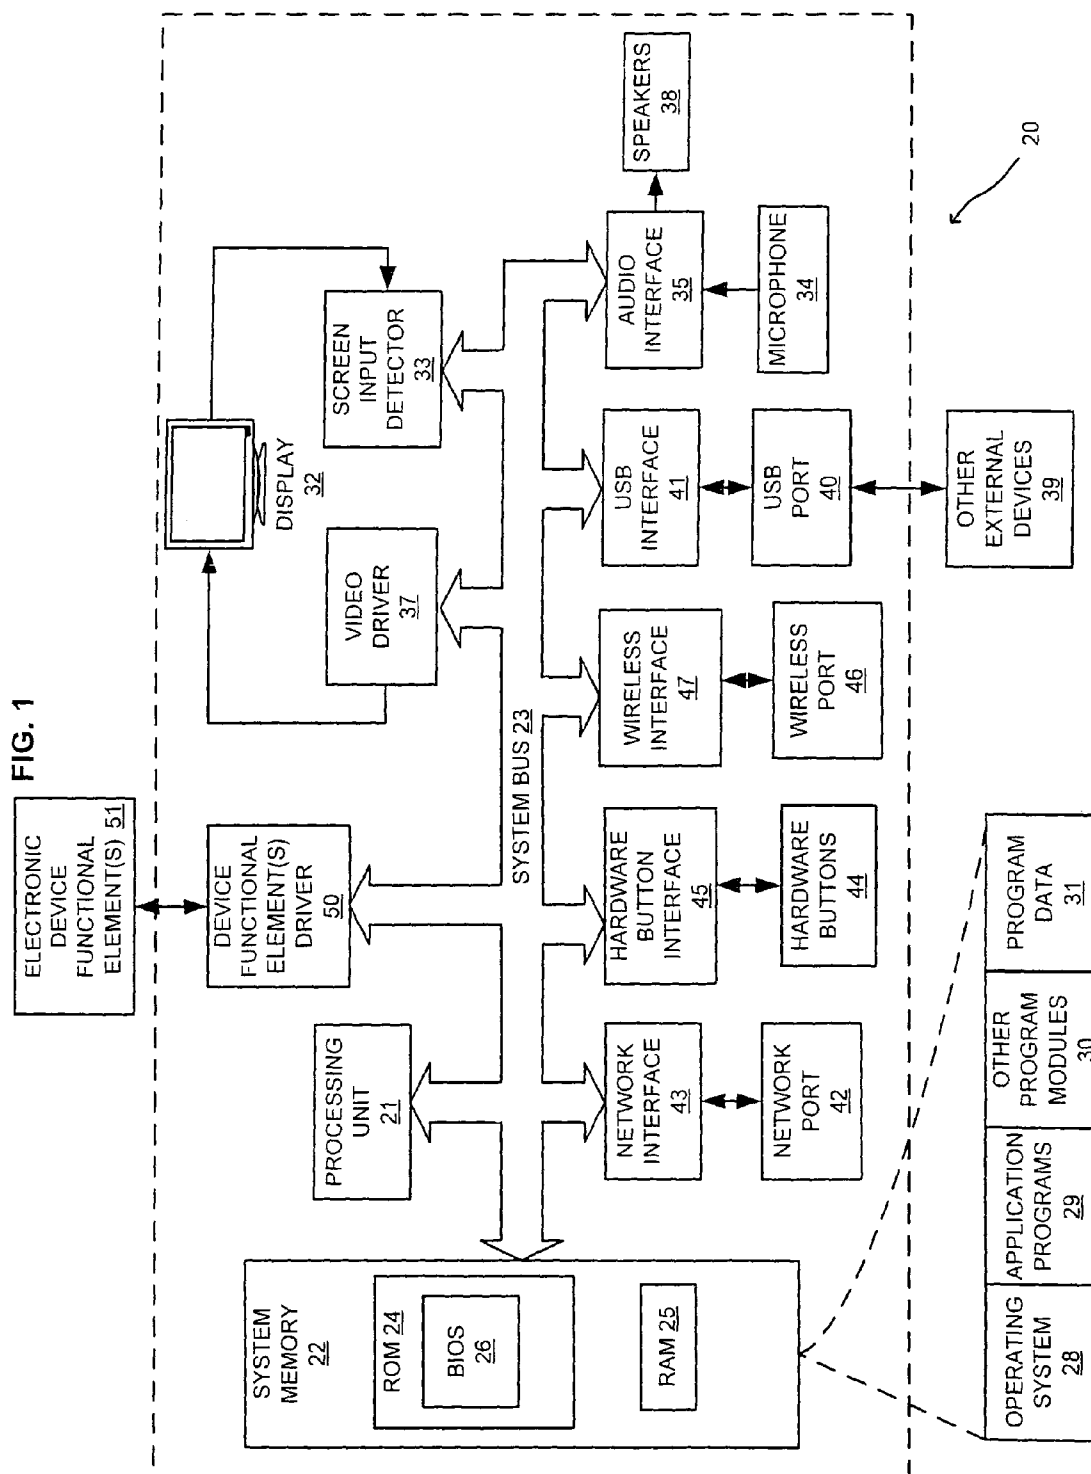 FIG. 1
ELECTRONIC
DEVICE
FUNCTIONAL
ELEMENT(S) 51
DEVICE
FUNCTIONAL
ELEMENT(S)
DRIVER
50
DISPLAY
32
VIDEO
DRIVER
37
SCREEN
INPUT
DETECTOR
33
PROCESSING
UNIT
21
SYSTEM
MEMORY
22
ROM 24
BIOS
26
RAM 25
SYSTEM BUS 23
NETWORK
INTERFACE
43
HARDWARE
BUTTON
INTERFACE
45
WIRELESS
INTERFACE
47
USB
INTERFACE
41
AUDIO
INTERFACE
35
SPEAKERS
38
NETWORK
PORT
42
HARDWARE
BUTTONS
44
WIRELESS
PORT
46
USB
PORT
40
MICROPHONE
34
OTHER
EXTERNAL
DEVICES
39
20
OPERATING
SYSTEM
28
APPLICATION
PROGRAMS
29
OTHER
PROGRAM
MODULES
30
PROGRAM
DATA
31